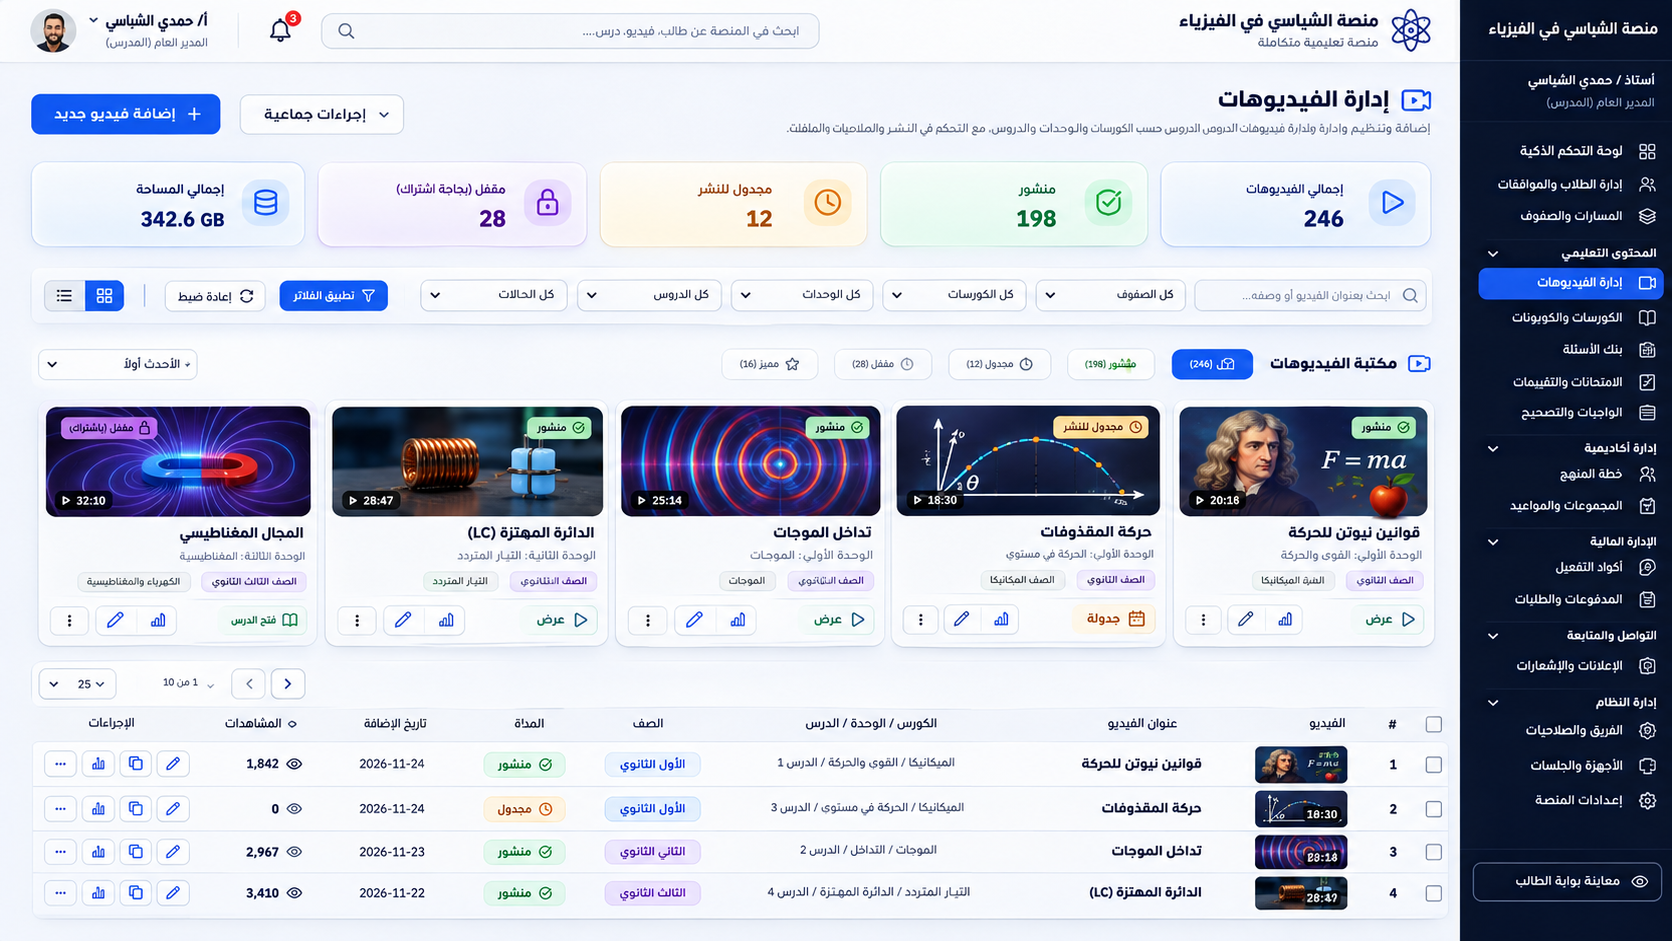 منصة الشباسي في الفيزياء
أستاذ / حمدي الشباسي
المدير العام (المدرس)
لوحة التحكم الذكية
إدارة الطلاب والموافقات
المسارات والصفوف
المحتوى التعليمي
إدارة الفيديوهات
الكورسات والكوبونات
بنك الأسئلة
الامتحانات والتقييمات
الواجبات والتصحيح
إدارة أكاديمية
خطة المنهج
المجموعات والمواعيد
الإدارة المالية
أكواد التفعيل
المدفوعات والطلبات
التواصل والمتابعة
الإعلانات والإشعارات
إدارة النظام
الفريق والصلاحيات
الأجهزة والجلسات
إعدادات المنصة
معاينة بوابة الطالب
منصة الشباسي في الفيزياء
منصة تعليمية متكاملة
ابحث في المنصة عن طالب، فيديو، درس....
3
أ/ حمدي الشباسي
المدير العام (المدرس)
إدارة الفيديوهات
إضافة وتنظيم وإدارة ولدارة فيديوهات الدروس الدروس حسب الكورسات والوحدات والدروس، مع التحكم في النشر والصلاحيات والملفلت.
إجراءات جماعية
+ إضافة فيديو جديد
إجمالي الفيديوهات
246
منشور
198
مجدول للنشر
12
مقفل (بجاجة اشتراك)
28
إجمالي المساحة
342.6 GB
ابحث بعنوان الفيديو أو وصفه...
كل الصفوف
كل الكورسات
كل الوحدات
كل الدروس
كل الحالات
تطبيق الفلاتر
إعادة ضبط
مكتبة الفيديوهات
(246)
منشور (198)
مجدول (12)
مقفل (28)
مميز (16)
الأحدث أولاً
منشور
F = ma
20:18
قوانين نيوتن للحركة
الوحدة الأولى: القوى والحركة
الصف الثانوي
الميكانيكا
عرض
مجدول للنشر
θ
18:30
حركة المقذوفات
الوحدة الأولى: الحركة في مستوى
الصف الثانوي
الصف المكانيكا
جدولة
منشور
25:14
تداخل الموجات
الوحدة الأولى: الموجات
الصف
الموجات
عرض
منشور
28:47
الدائرة المهتزة (LC)
الوحدة الثانية: التيار المتردد
الصف
التيار المتردد
عرض
مقفل (باشتراك)
32:10
المجال المغناطيسي
الوحدة الثالثة: المغناطيسية
الصف الثالث الثانوي
الكهرباء والمغناطيسية
فتح الدرس
1 من 10
25
#
الفيديو
عنوان الفيديو
الكورس / الوحدة / الدرس
الصف
المدة
تاريخ الإضافة
المشاهدات
الإجراءات
1
F = ma
قوانين نيوتن للحركة
الميكانيكا / القوى والحركة / الدرس 1
الأول الثانوي
منشور
2026-11-24
1,842
2
18:30
حركة المقذوفات
الميكانيكا / الحركة في مستوى / الدرس 3
الأول الثانوي
مجدول
2026-11-24
0
3
تداخل الموجات
الموجات / التداخل / الدرس 2
الثاني الثانوي
منشور
2026-11-23
2,967
4
28:47
الدائرة المهتزة (LC)
التيار المتردد / الدائرة المهتزة / الدرس 4
الثالث الثانوي
منشور
2026-11-22
3,410